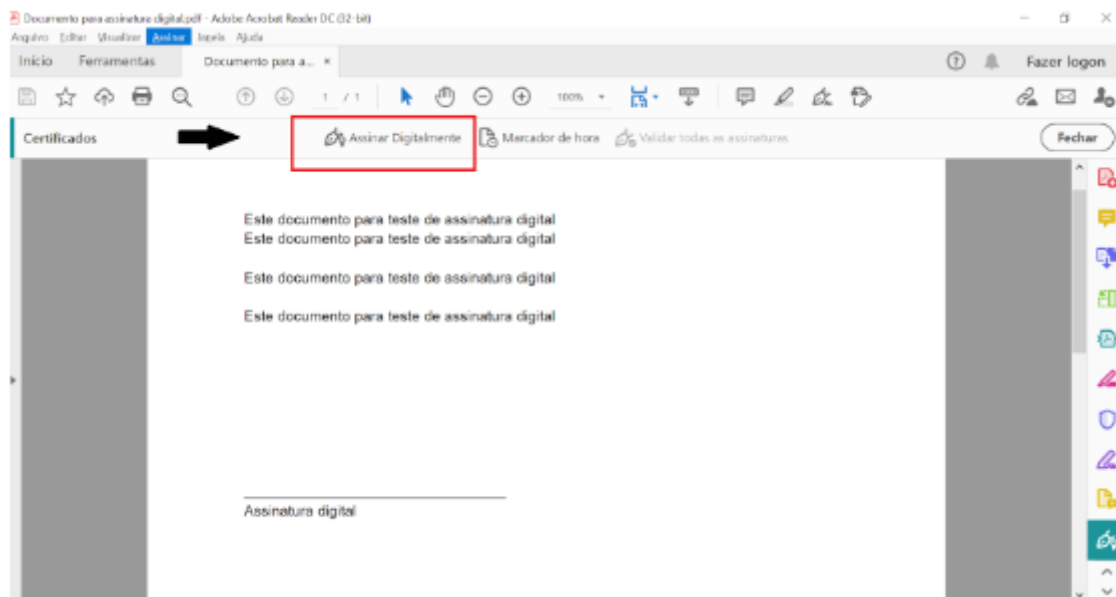 Documento para assinatura digital.pdf - Adobe Acrobat Reader DC (32-bit)
Arquivo Editar Visualizar Assinar Janela Ajuda
Início Ferramentas Documento para a... × Fazer logon
1 / 1 100%
Certificados Assinar Digitalmente Marcador de hora Validar todas as assinaturas Fechar
Este documento para teste de assinatura digital
Este documento para teste de assinatura digital
Este documento para teste de assinatura digital
Este documento para teste de assinatura digital
Assinatura digital